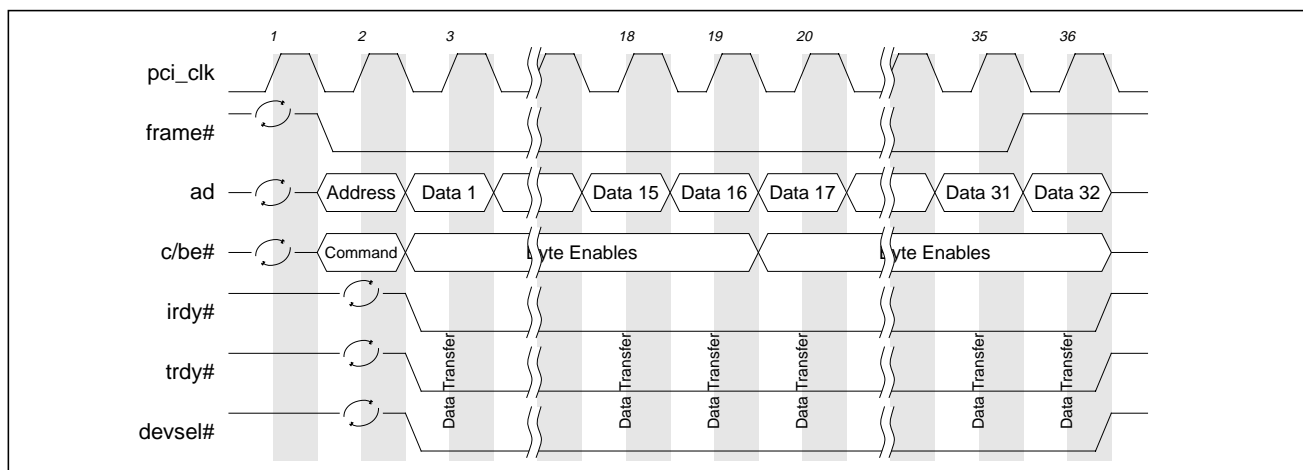 1 2 3 18 19 20 35 36
pci_clk
frame#
ad Address Data 1 Data 15 Data 16 Data 17 Data 31 Data 32
c/be# Command yte Enables yte Enables
irdy#
trdy#
Data Transfer Data Transfer Data Transfer Data Transfer Data Transfer Data Transfer
devsel#